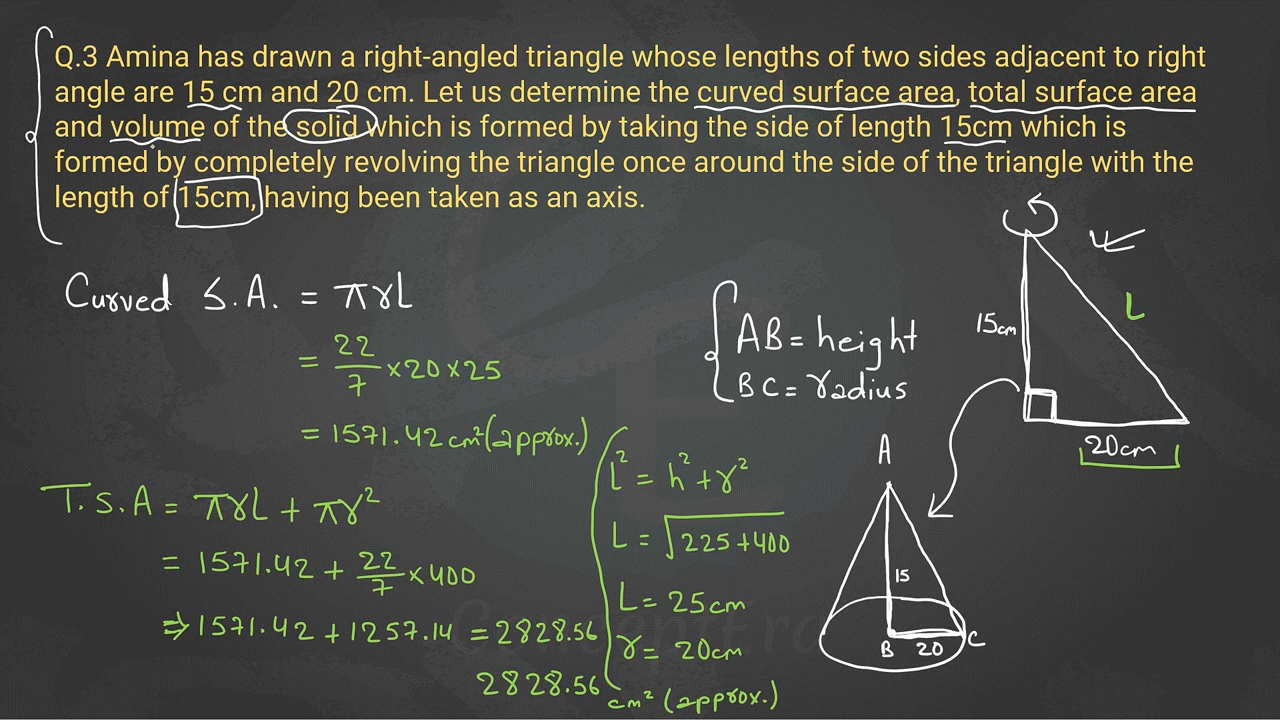 Q.3 Amina has drawn a right-angled triangle whose lengths of two sides adjacent to right
angle are 15 cm and 20 cm. Let us determine the curved surface area, total surface area
and volume of the solid which is formed by taking the side of length 15cm which is
formed by completely revolving the triangle once around the side of the triangle with the
length of 15cm, having been taken as an axis.
Curved S.A. = πrL
= 22/7 ×20×25
= 1571.42 cm² (approx.)
T.S.A = πrL + πr²
= 1571.42 + 22/7 ×400
⇒ 1571.42 + 1257.14 = 2828.56
2828.56 cm² (approx.)
l² = h² + r²
L = √225+400
L = 25cm
r = 20cm
AB = height
BC = radius
15cm
L
20cm
A
15
B 20 C